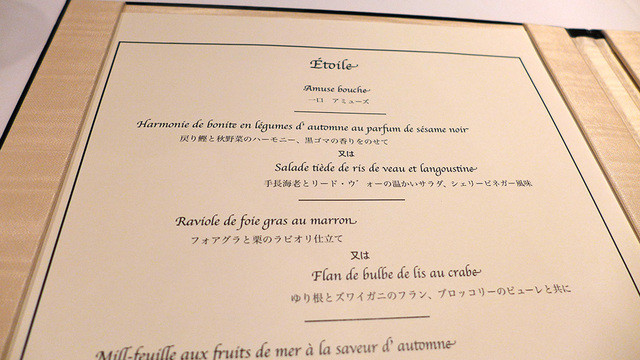 Étoile
Amuse bouche
一口 アミューズ
Harmonie de bonite en légumes d' automne au parfum de sésame noir
戻り鰹と秋野菜のハーモニー、黒ゴマの香りをのせて
又は
Salade tiède de ris de veau et langoustine
手長海老とリード・ヴォーの温かいサラダ、シェリービネガー風味
Raviole de foie gras au marron
フォアグラと栗のラビオリ仕立て
又は
Flan de bulbe de lis au crabe
ゆり根とズワイガニのフラン、ブロッコリーのピューレと共に
Mill-feuille aux fruits de mer à la saveur d' automne